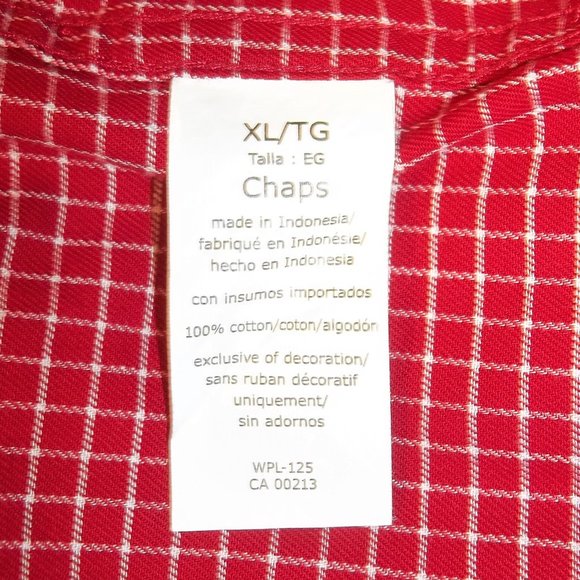 XL/TG
Talla : EG
Chaps
made in Indonesia/
fabriqué en Indonésie/
hecho en Indonesia
con insumos importados
100% cotton/coton/algodón
exclusive of decoration/
sans ruban décoratif
uniquement/
sin adornos
WPL-125
CA 00213